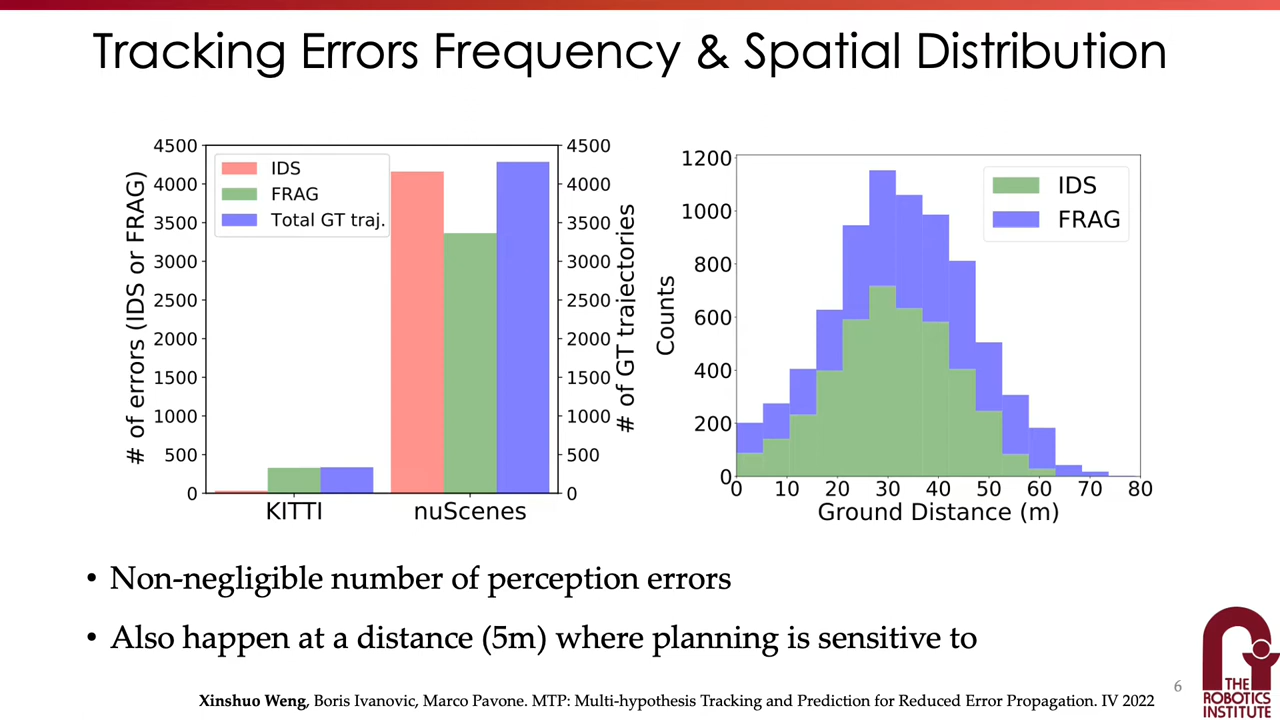 Tracking Errors Frequency & Spatial Distribution
4500
4000
3500
3000
2500
2000
1500
1000
500
0
# of errors (IDS or FRAG)
IDS
FRAG
Total GT traj.
KITTI
nuScenes
4500
4000
3500
3000
2500
2000
1500
1000
500
0
# of GT trajectories
1200
1000
800
600
400
200
0
Counts
IDS
FRAG
0 10 20 30 40 50 60 70 80
Ground Distance (m)
• Non-negligible number of perception errors
• Also happen at a distance (5m) where planning is sensitive to
Xinshuo Weng, Boris Ivanovic, Marco Pavone. MTP: Multi-hypothesis Tracking and Prediction for Reduced Error Propagation. IV 2022
6
THE
ROBOTICS
INSTITUTE